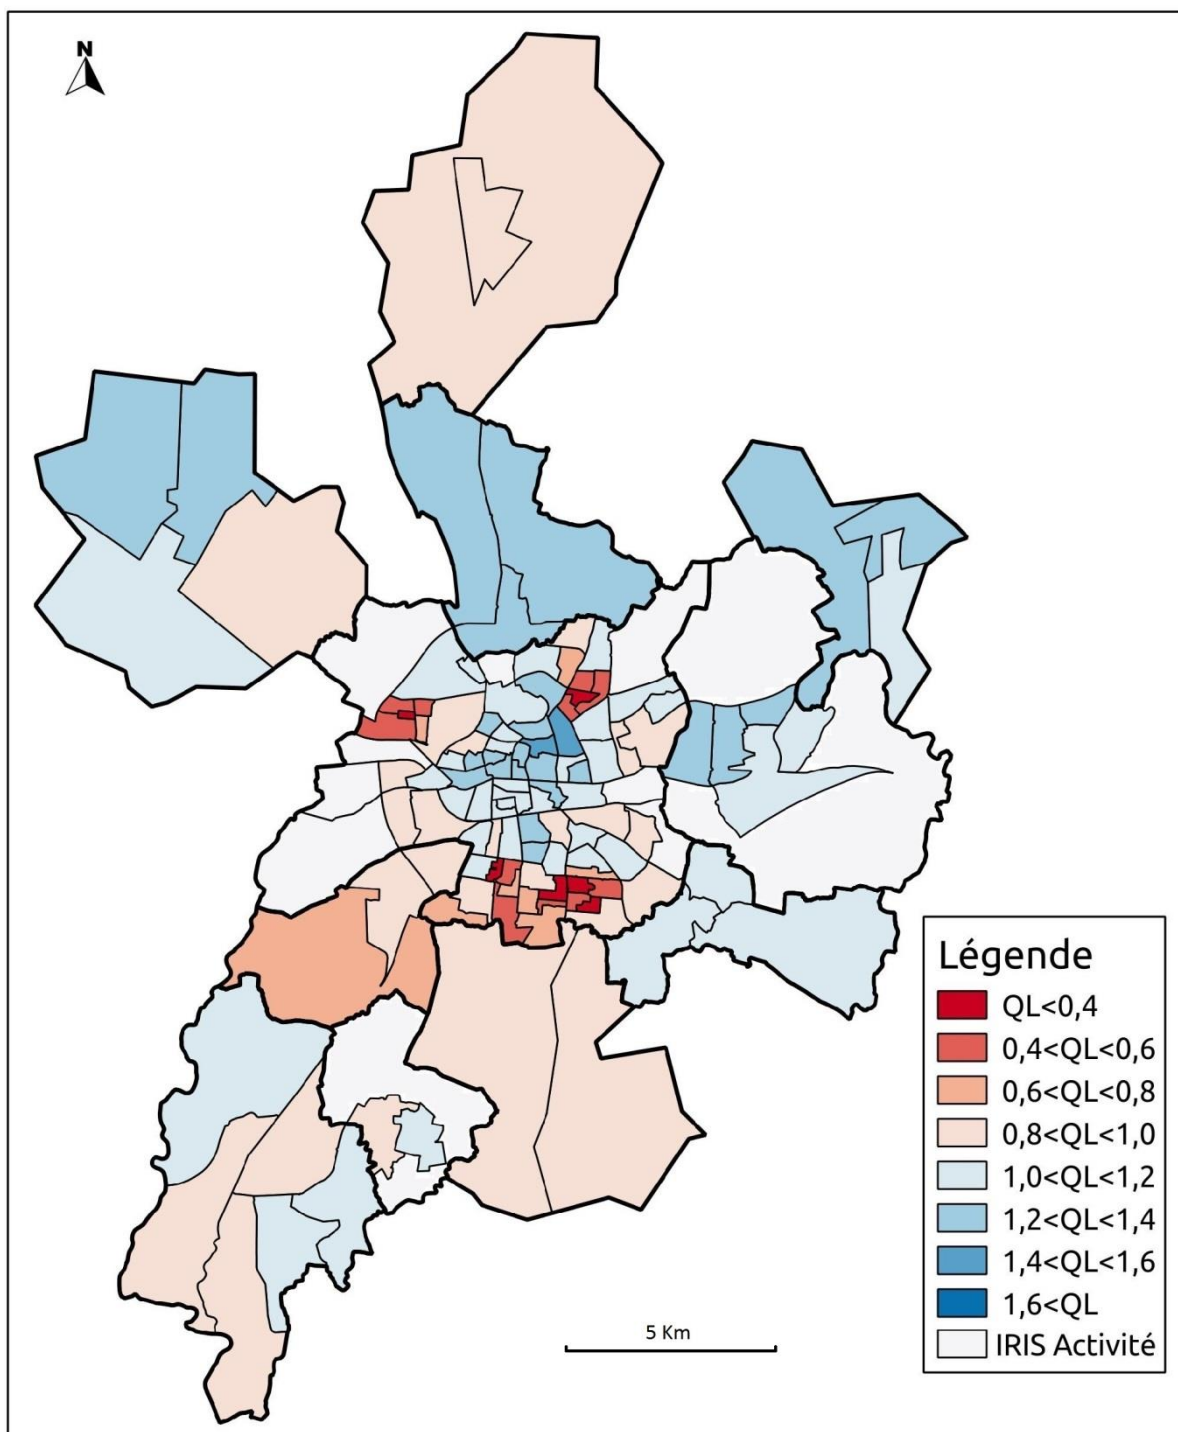 N
Légende
QL<0,4
0,4<QL<0,6
0,6<QL<0,8
0,8<QL<1,0
1,0<QL<1,2
1,2<QL<1,4
1,4<QL<1,6
1,6<QL
IRIS Activité
5 Km